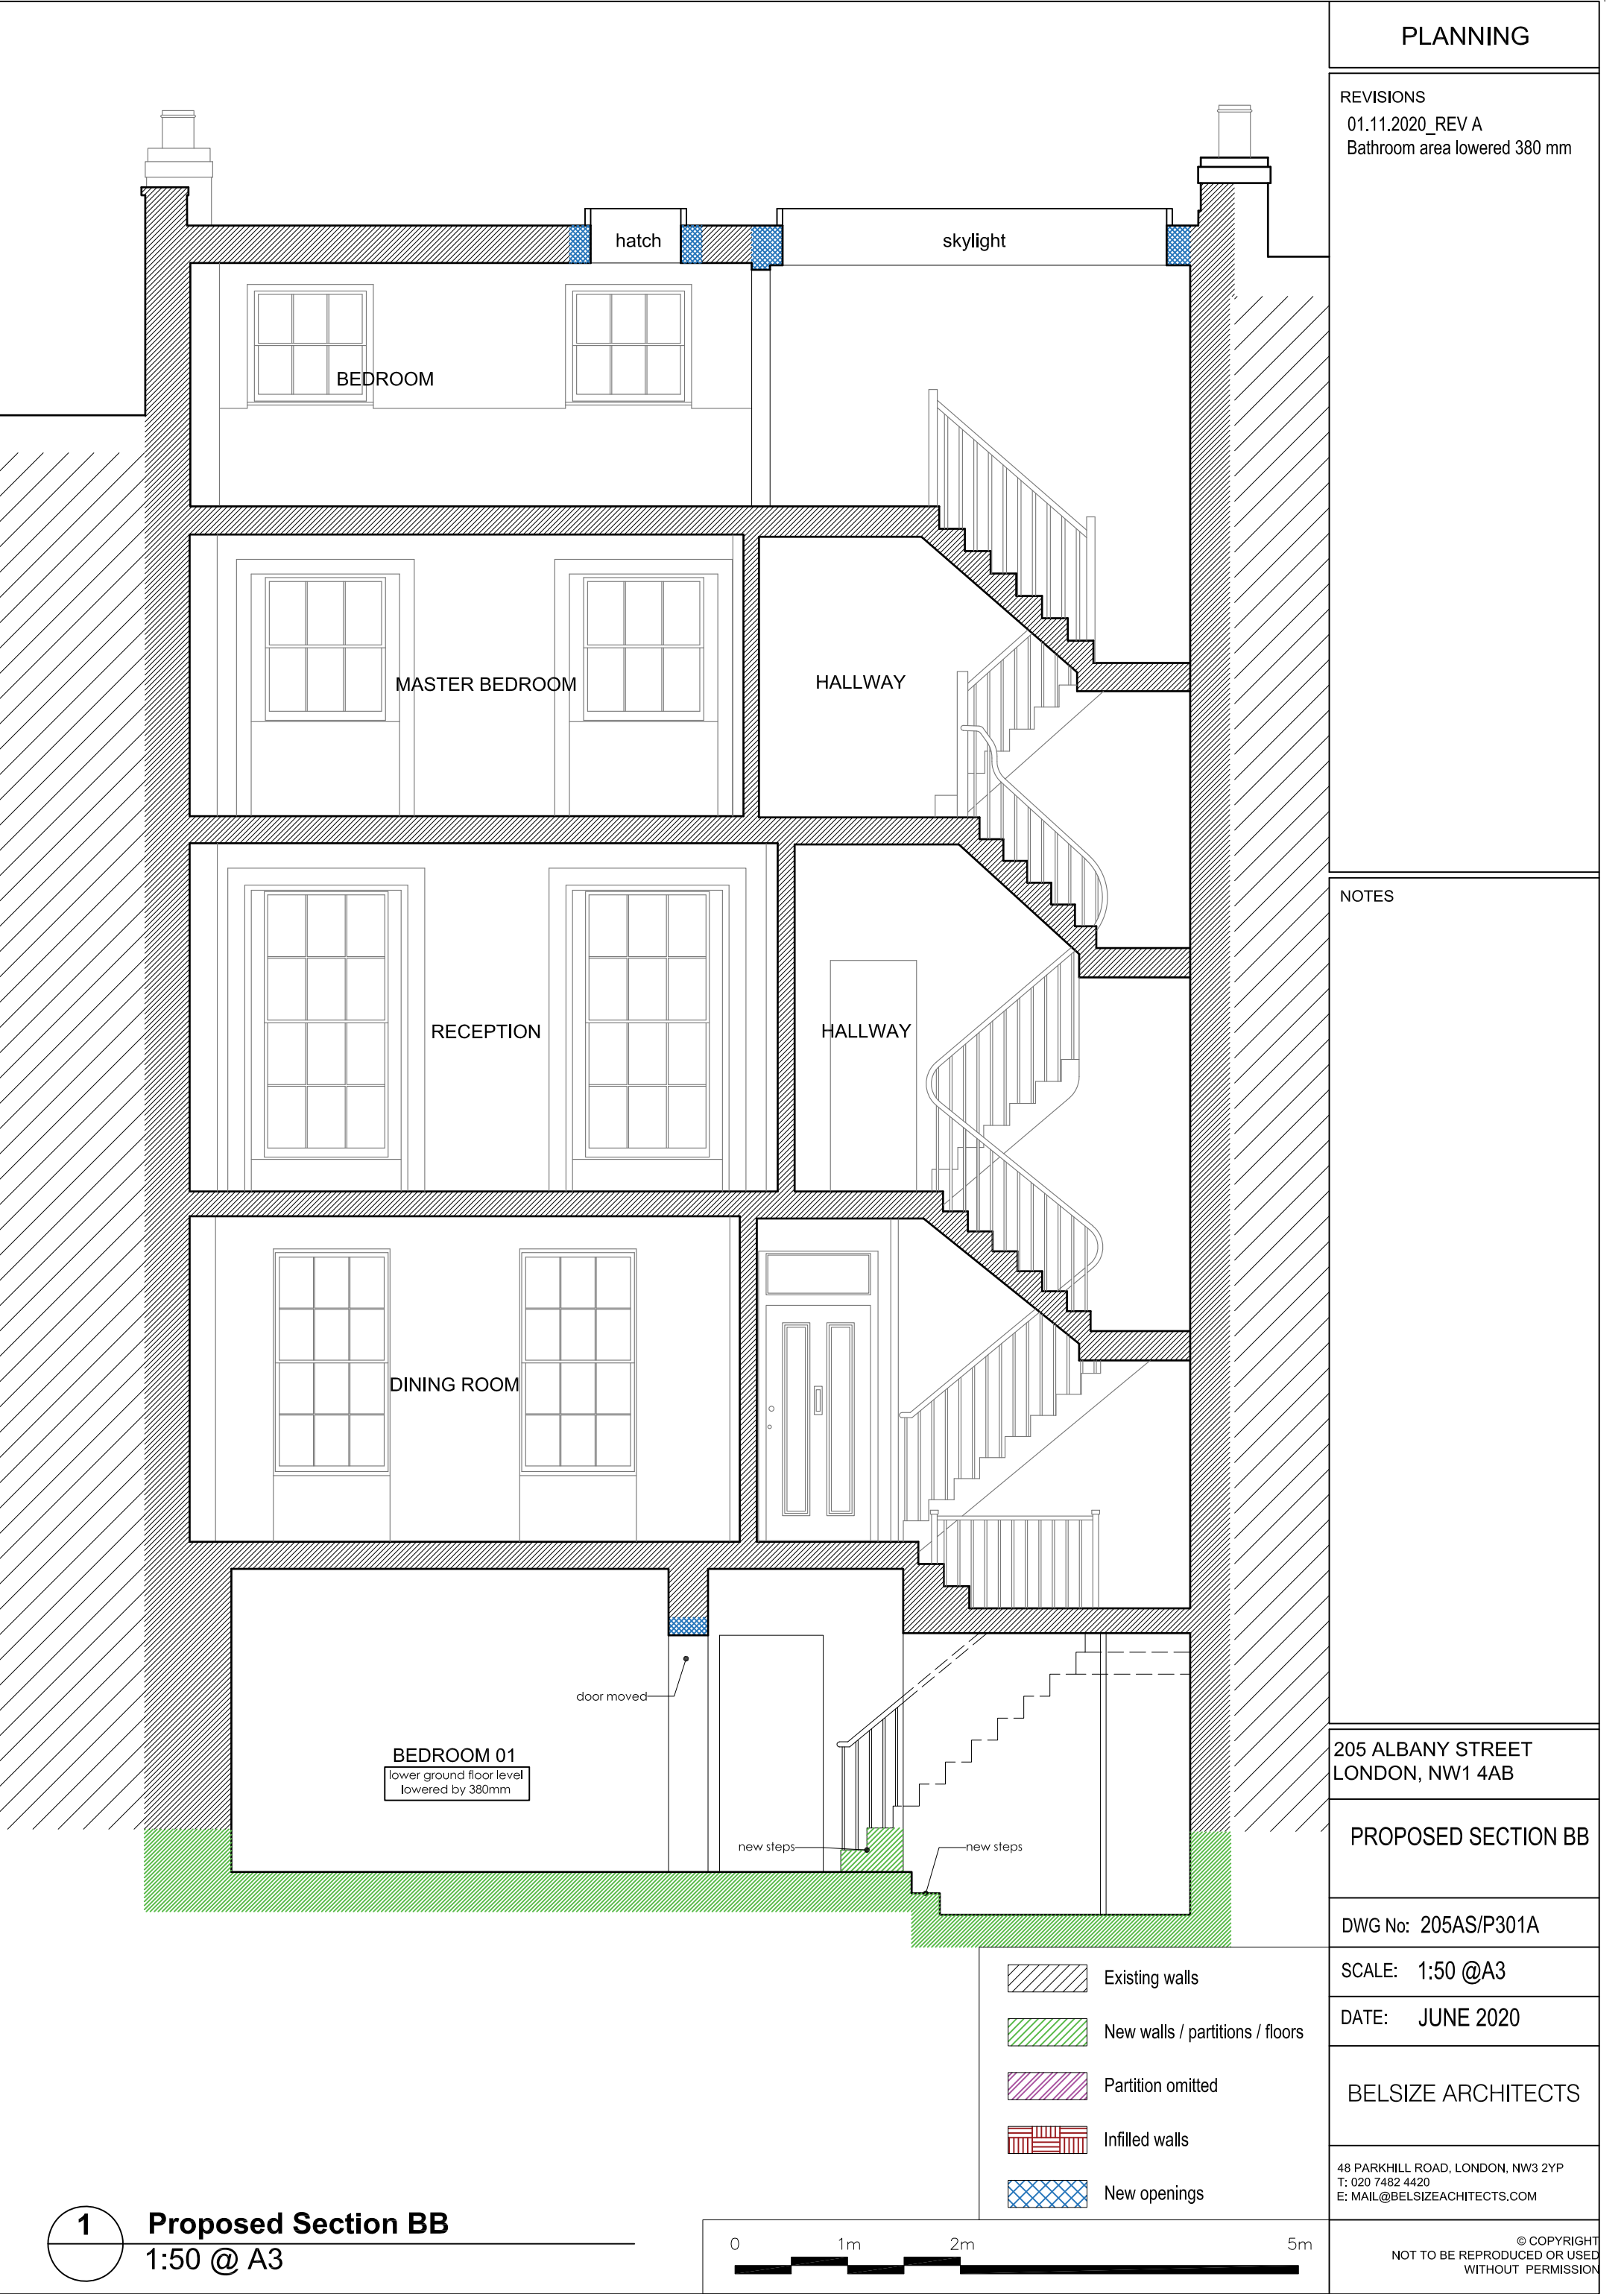 PLANNING
REVISIONS
01.11.2020_REV A
Bathroom area lowered 380 mm
hatch
skylight
BEDROOM
MASTER BEDROOM
HALLWAY
NOTES
RECEPTION
HALLWAY
DINING ROOM
door moved
BEDROOM 01
lower ground floor level
lowered by 380mm
new steps
new steps
205 ALBANY STREET
LONDON, NW1 4AB
PROPOSED SECTION BB
DWG No: 205AS/P301A
SCALE: 1:50 @A3
DATE: JUNE 2020
BELSIZE ARCHITECTS
48 PARKHILL ROAD, LONDON, NW3 2YP
T: 020 7482 4420
E: MAIL@BELSIZEACHITECTS.COM
© COPYRIGHT
NOT TO BE REPRODUCED OR USED
WITHOUT PERMISSION
Existing walls
New walls / partitions / floors
Partition omitted
Infilled walls
New openings
1 Proposed Section BB
1:50 @ A3
0 1m 2m 5m